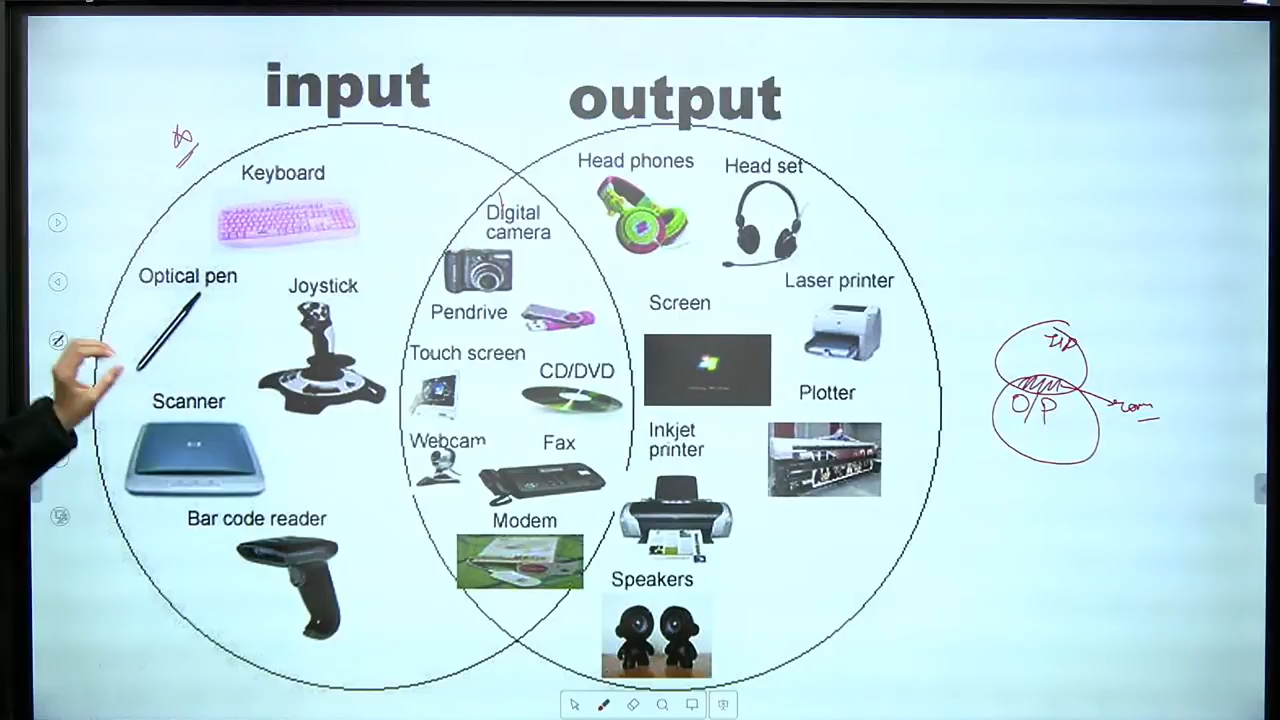 input
output
Keyboard
Optical pen
Joystick
Scanner
Bar code reader
Digital
camera
Pendrive
Touch screen
CD/DVD
Webcam
Fax
Modem
Head phones
Head set
Laser printer
Screen
Plotter
Inkjet
printer
Speakers
O/P